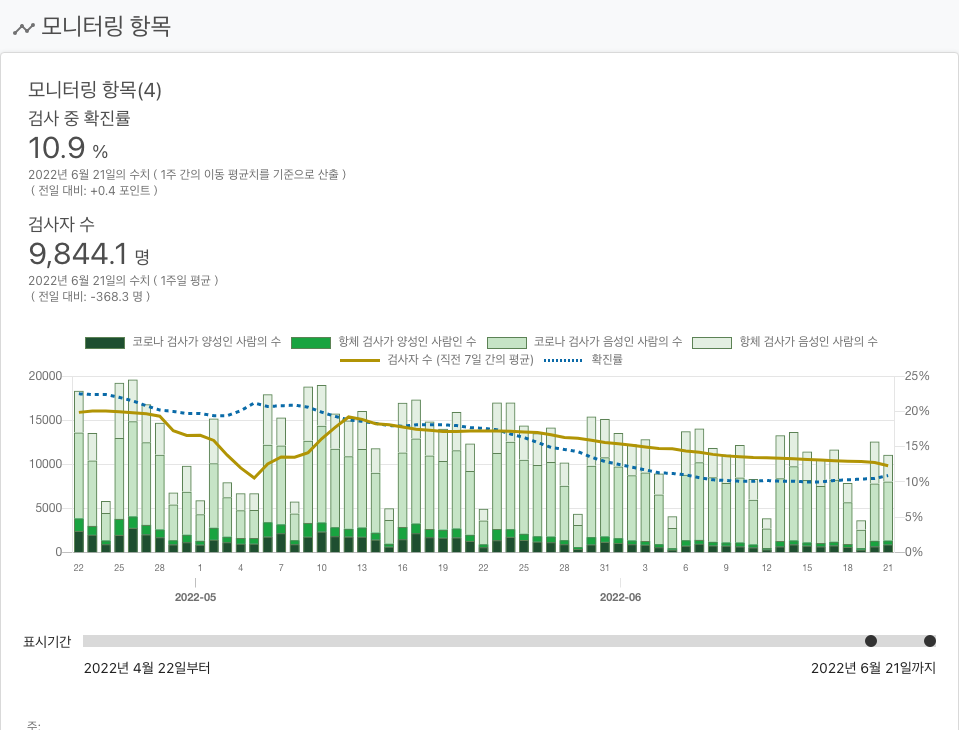 모니터링 항목
모니터링 항목(4)
검사 중 확진률
10.9 %
2022년 6월 21일의 수치 ( 1주 간의 이동 평균치를 기준으로 산출 )
( 전일 대비: +0.4 포인트 )
검사자 수
9,844.1 명
2022년 6월 21일의 수치 ( 1주일 평균 )
( 전일 대비: -368.3 명 )
코로나 검사가 양성인 사람의 수 항체 검사가 양성인 사람인 수 코로나 검사가 음성인 사람의 수 항체 검사가 음성인 사람의 수
검사자 수 (직전 7일 간의 평균) 확진률
20000 25%
20%
15000
15%
10000
10%
5000
5%
0 0%
22 25 28 1 4 7 10 13 16 19 22 25 28 31 3 6 9 12 15 18 21
2022-05 2022-06
표시기간
2022년 4월 22일부터 2022년 6월 21일까지
주: